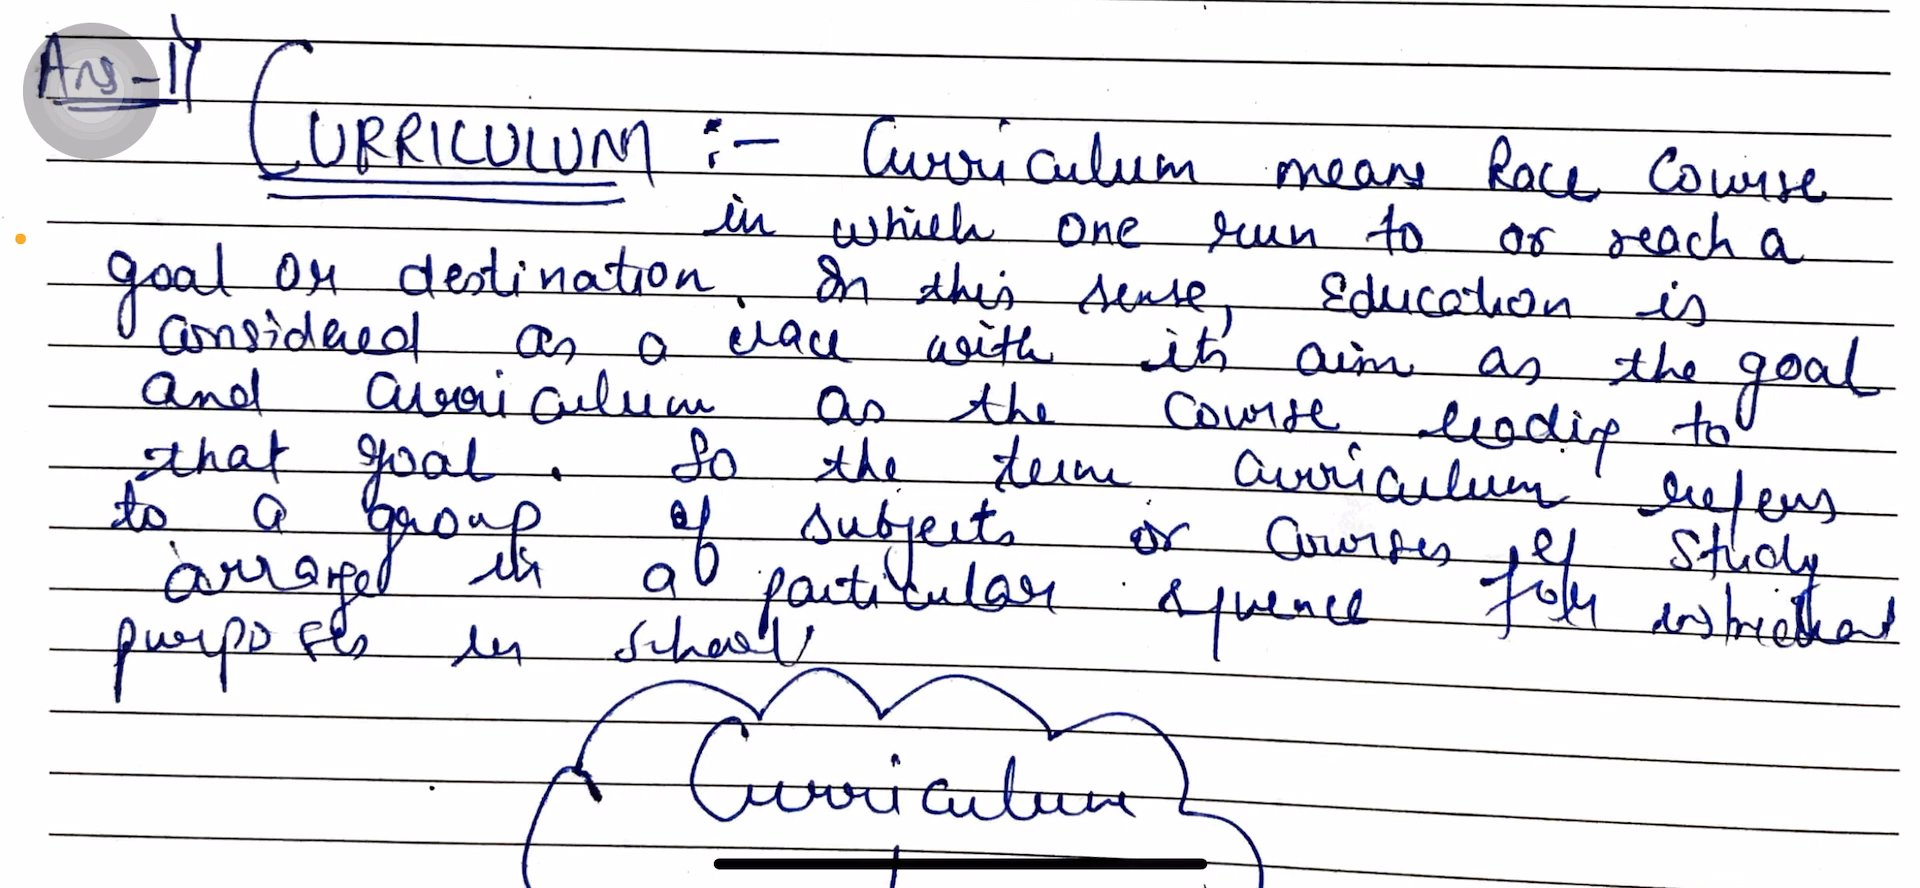 Ans-1)
CURRICULUM :- Curriculum means Race Course
in which one run to or reach a
goal or destination. In this sense, Education is
considered as a race with its aim as the goal
and curriculum as the course leadig to
that goal. So the term curriculum refers
to a group of subjects or courses of Study
arranged in a particular squence for
purposes in school
Curriculum